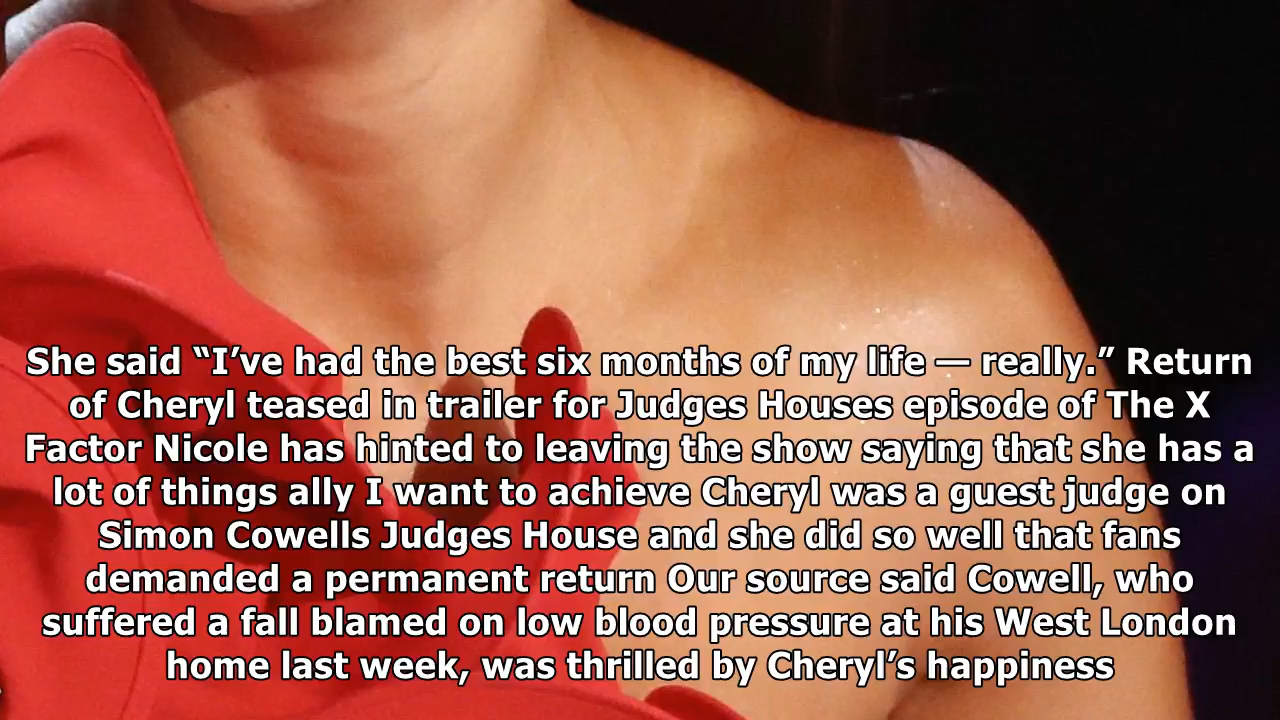 She said “I’ve had the best six months of my life — really.” Return
of Cheryl teased in trailer for Judges Houses episode of The X
Factor Nicole has hinted to leaving the show saying that she has a
lot of things ally I want to achieve Cheryl was a guest judge on
Simon Cowells Judges House and she did so well that fans
demanded a permanent return Our source said Cowell, who
suffered a fall blamed on low blood pressure at his West London
home last week, was thrilled by Cheryl’s happiness